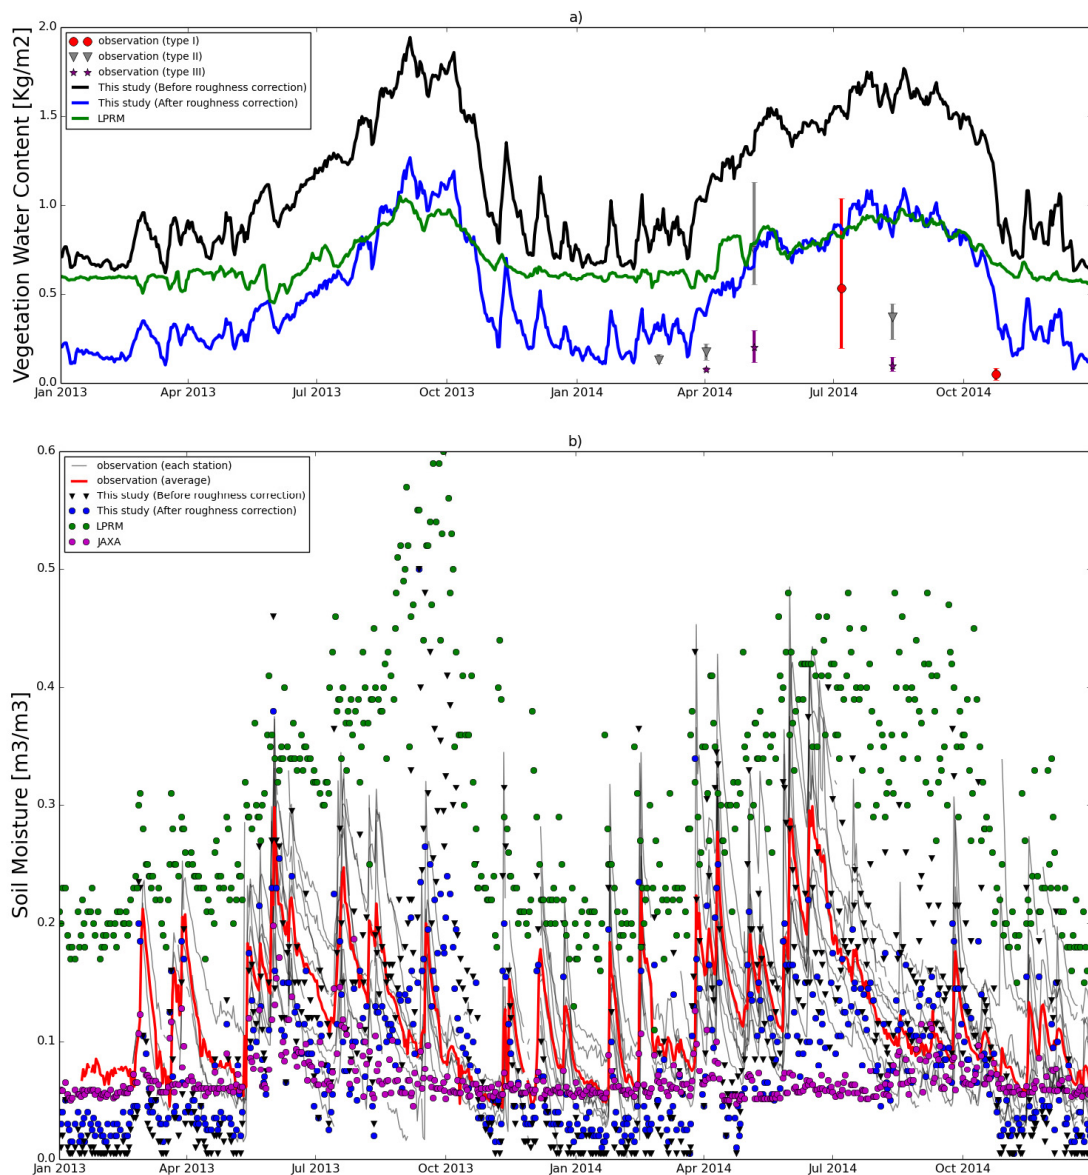 a)
Vegetation Water Content [Kg/m2]
2.0
1.5
1.0
0.5
0.0
observation (type I)
observation (type II)
observation (type III)
This study (Before roughness correction)
This study (After roughness correction)
LPRM
Jan 2013
Apr 2013
Jul 2013
Oct 2013
Jan 2014
Apr 2014
Jul 2014
Oct 2014
b)
Soil Moisture [m3/m3]
0.6
0.5
0.4
0.3
0.2
0.1
0.0
observation (each station)
observation (average)
This study (Before roughness correction)
This study (After roughness correction)
LPRM
JAXA
Jan 2013
Apr 2013
Jul 2013
Oct 2013
Jan 2014
Apr 2014
Jul 2014
Oct 2014